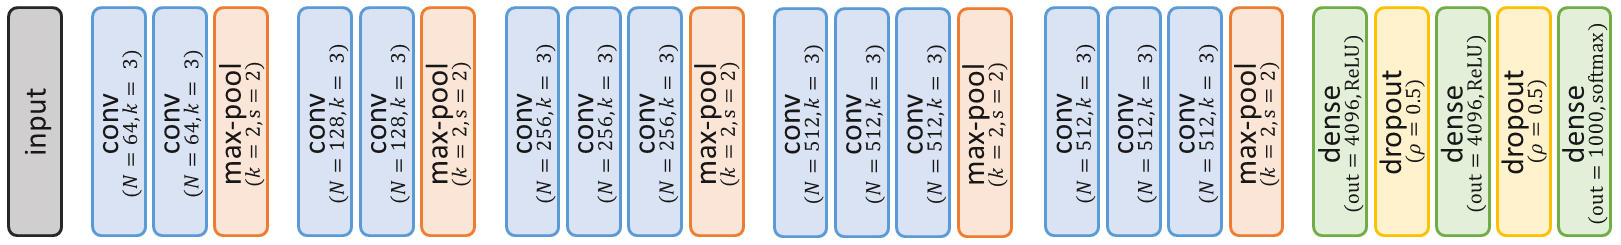 input
conv
(N = 64, k = 3)
conv
(N = 64, k = 3)
max-pool
(k = 2, s = 2)
conv
(N = 128, k = 3)
conv
(N = 128, k = 3)
max-pool
(k = 2, s = 2)
conv
(N = 256, k = 3)
conv
(N = 256, k = 3)
conv
(N = 256, k = 3)
max-pool
(k = 2, s = 2)
conv
(N = 512, k = 3)
conv
(N = 512, k = 3)
conv
(N = 512, k = 3)
max-pool
(k = 2, s = 2)
conv
(N = 512, k = 3)
conv
(N = 512, k = 3)
conv
(N = 512, k = 3)
max-pool
(k = 2, s = 2)
dense
(out = 4096, ReLU)
dropout
(ρ = 0.5)
dense
(out = 4096, ReLU)
dropout
(ρ = 0.5)
dense
(out = 1000, softmax)